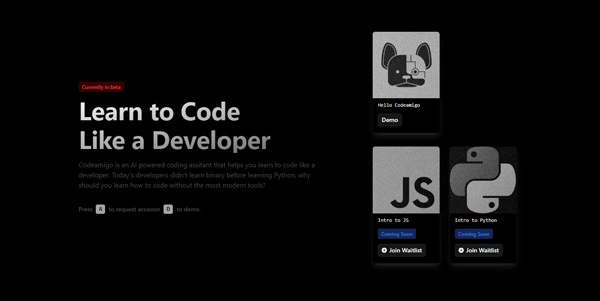 Currently in beta
Learn to Code
Like a Developer
Codeamigo is an AI powered coding assitant that helps you learn to code like a
developer. Today's developers didn't learn binary before learning Python, why
should you learn how to code without the most modern tools?
Press A to request accessor D to demo.
Hello Codeamigo
Demo
JS
Intro to JS
Coming Soon
Join Waitlist
Intro to Python
Coming Soon
Join Waitlist